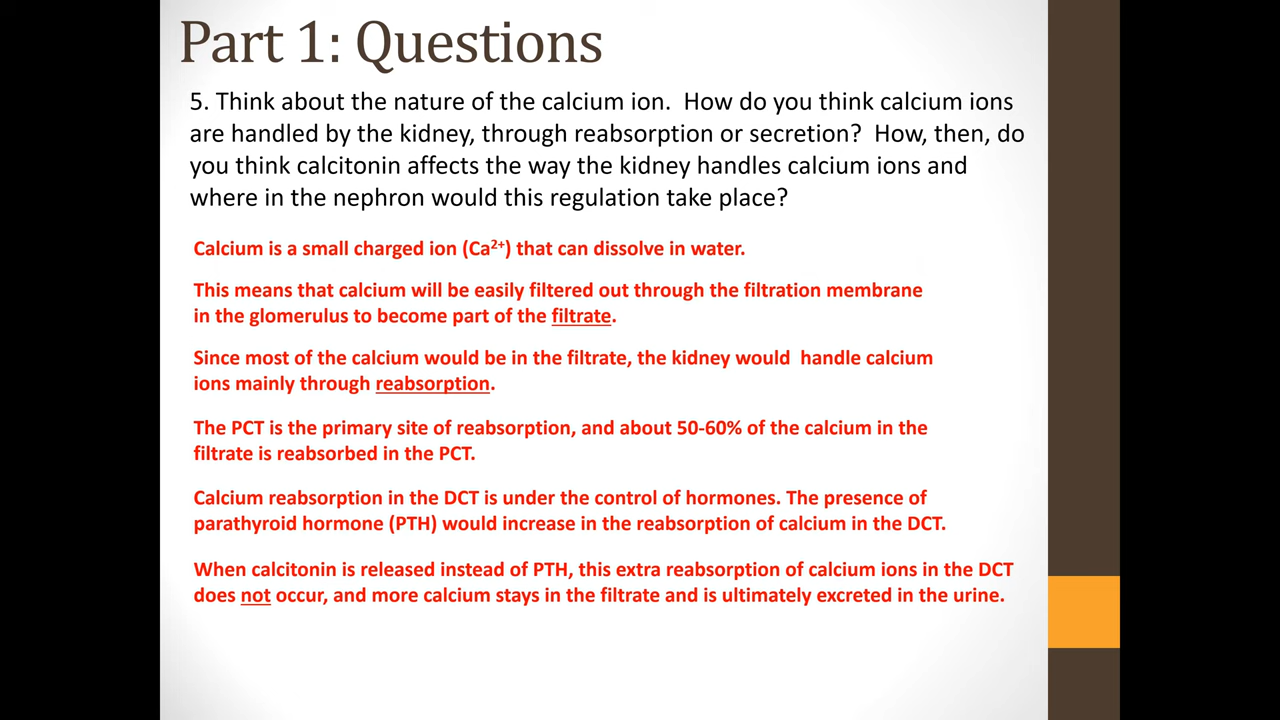 Part 1: Questions
5. Think about the nature of the calcium ion.  How do you think calcium ions
are handled by the kidney, through reabsorption or secretion?  How, then, do
you think calcitonin affects the way the kidney handles calcium ions and
where in the nephron would this regulation take place?
Calcium is a small charged ion (Ca²⁺) that can dissolve in water.
This means that calcium will be easily filtered out through the filtration membrane
in the glomerulus to become part of the filtrate.
Since most of the calcium would be in the filtrate, the kidney would  handle calcium
ions mainly through reabsorption.
The PCT is the primary site of reabsorption, and about 50-60% of the calcium in the
filtrate is reabsorbed in the PCT.
Calcium reabsorption in the DCT is under the control of hormones. The presence of
parathyroid hormone (PTH) would increase in the reabsorption of calcium in the DCT.
When calcitonin is released instead of PTH, this extra reabsorption of calcium ions in the DCT
does not occur, and more calcium stays in the filtrate and is ultimately excreted in the urine.